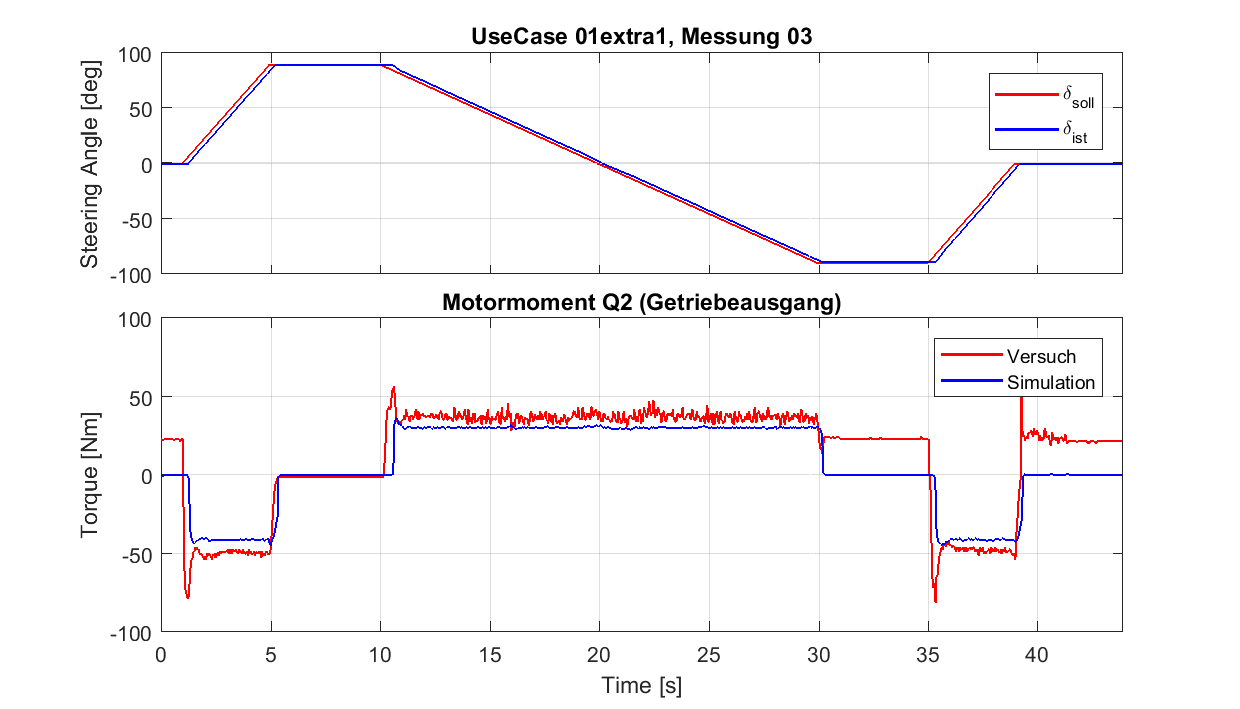 UseCase 01extra1, Messung 03
Steering Angle [deg]
100
50
0
-50
-100
δsoll
δist
Motormoment Q2 (Getriebeausgang)
Torque [Nm]
100
50
0
-50
-100
Versuch
Simulation
0 5 10 15 20 25 30 35 40
Time [s]